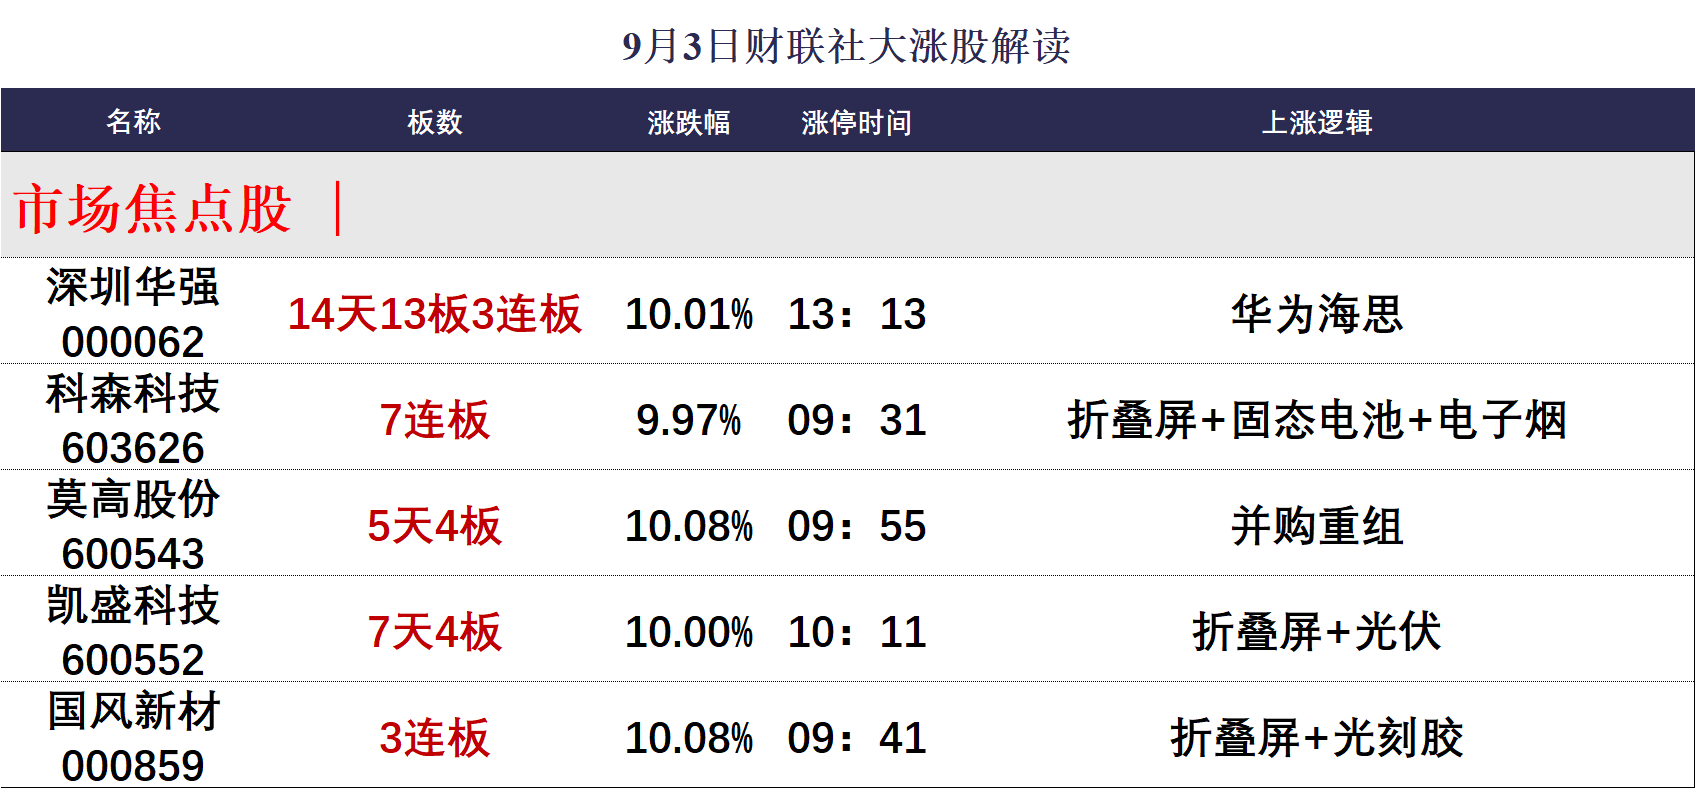 9月3日财联社大涨股解读
名称 板数 涨跌幅 涨停时间 上涨逻辑
市场焦点股 |
深圳华强
000062 14天13板3连板 10.01% 13：13 华为海思
科森科技
603626 7连板 9.97% 09：31 折叠屏+固态电池+电子烟
莫高股份
600543 5天4板 10.08% 09：55 并购重组
凯盛科技
600552 7天4板 10.00% 10：11 折叠屏+光伏
国风新材
000859 3连板 10.08% 09：41 折叠屏+光刻胶